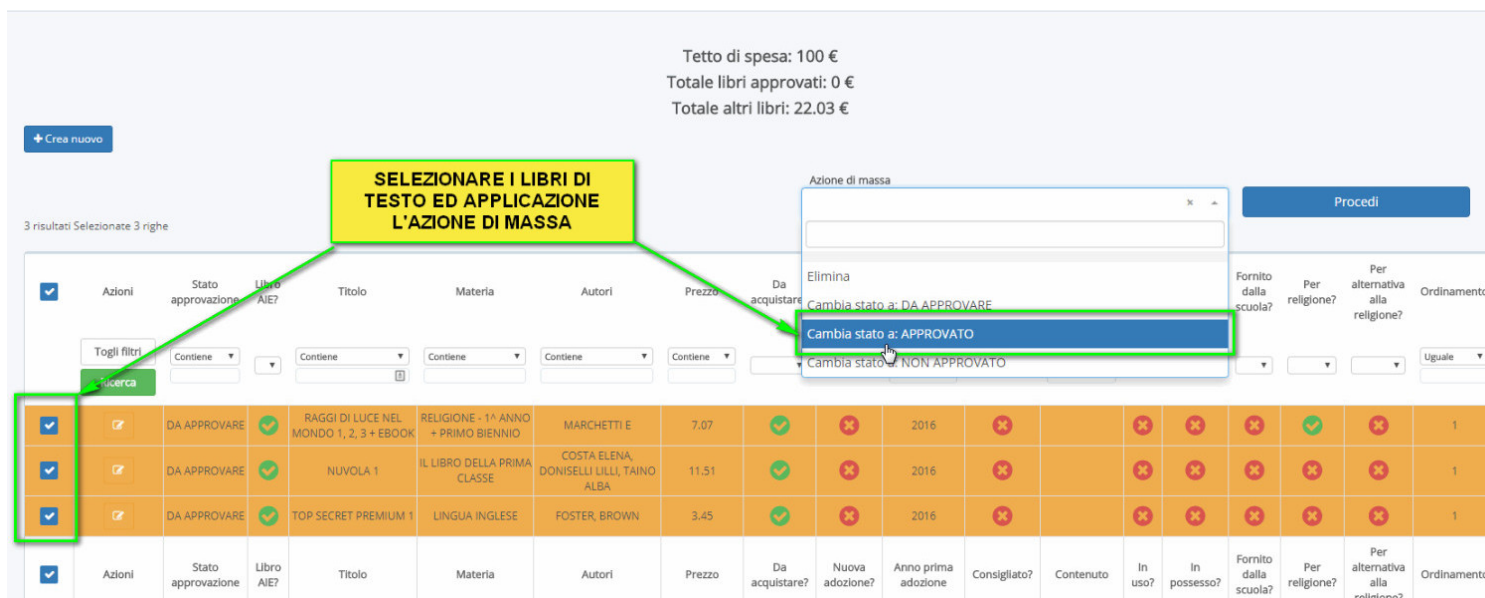 Tetto di spesa: 100 €
Totale libri approvati: 0 €
Totale altri libri: 22.03 €
+ Crea nuovo
SELEZIONARE I LIBRI DI
TESTO ED APPLICAZIONE
L'AZIONE DI MASSA
Azione di massa
Procedi
3 risultati Selezionate 3 righe
Elimina
Cambia stato a: DA APPROVARE
Cambia stato a: APPROVATO
Cambia stato a: NON APPROVATO
Azioni Stato approvazione Libro AIE? Titolo Materia Autori Prezzo Da acquistare Fornito dalla scuola? Per religione? Per alternativa alla religione? Ordinamento
Togli filtri Contiene Contiene Contiene Contiene Contiene Uguale
Ricerca
DA APPROVARE RAGGI DI LUCE NEL MONDO 1, 2, 3 + EBOOK RELIGIONE - 1^ ANNO + PRIMO BIENNIO MARCHETTI E 7.07 2016 1
DA APPROVARE NUVOLA 1 IL LIBRO DELLA PRIMA CLASSE COSTA ELENA, DONISELLI LILLI, TAINO ALBA 11.51 2016 1
DA APPROVARE TOP SECRET PREMIUM 1 LINGUA INGLESE FOSTER, BROWN 3.45 2016 1
Azioni Stato approvazione Libro AIE? Titolo Materia Autori Prezzo Da acquistare? Nuova adozione? Anno prima adozione Consigliato? Contenuto In uso? In possesso? Fornito dalla scuola? Per religione? Per alternativa alla religione? Ordinamento